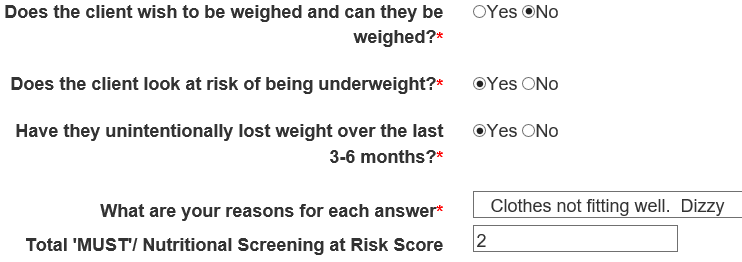 Does the client wish to be weighed and can they be Yes No
weighed?*
Does the client look at risk of being underweight?* Yes No
Have they unintentionally lost weight over the last Yes No
3-6 months?*
What are your reasons for each answer* Clothes not fitting well. Dizzy
Total 'MUST'/ Nutritional Screening at Risk Score 2